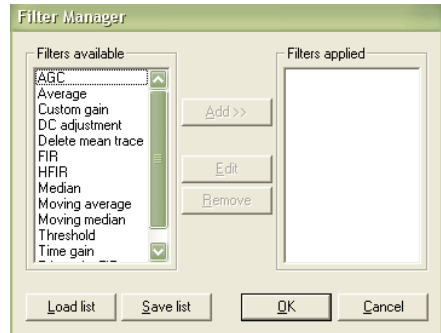 Filter Manager
Filters available
Filters applied
AGC
Average
Custom gain
DC adjustment
Delete mean trace
FIR
HFIR
Median
Moving average
Moving median
Threshold
Time gain
Add >>
Edit
Remove
Load list
Save list
OK
Cancel